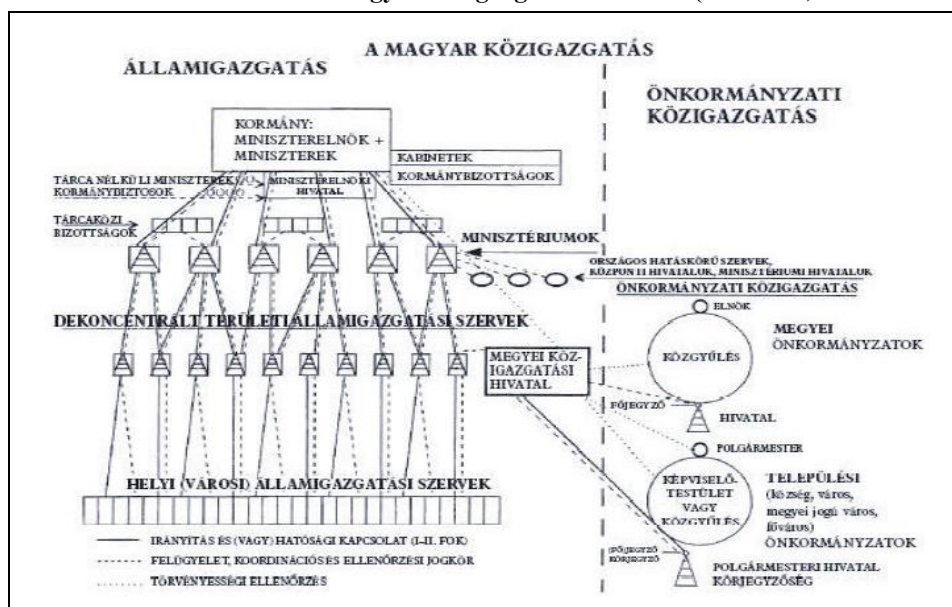 A MAGYAR KÖZIGAZGATÁS
ÁLLAMIGAZGATÁS
ÖNKORMÁNYZATI
KÖZIGAZGATÁS
KORMÁNY:
MINISZTERELNÖK +
MINISZTEREK
KABINETEK
KORMÁNYBIZOTTSÁGOK
TÁRCA NÉLKÜLI MINISZTEREK
KORMÁNYBIZTOSOK
MINISZTERELNÖKI
HIVATAL
TÁRCAKÖZI
BIZOTTSÁGOK
MINISZTÉRIUMOK
ORSZÁGOS HATÁSKÖRŰ SZERVEK,
KÖZPONTI HIVATALOK, MINISZTÉRIUMI HIVATALOK
ÖNKORMÁNYZATI KÖZIGAZGATÁS
ELNÖK
DEKONCENTRÁLT TERÜLETI ÁLLAMIGAZGATÁSI SZERVEK
KÖZGYŰLÉS
MEGYEI
ÖNKORMÁNYZATOK
MEGYEI KÖZ-
IGAZGATÁSI
HIVATAL
FŐJEGYZŐ
HIVATAL
POLGÁRMESTER
HELYI (VÁROSI) ÁLLAMIGAZGATÁSI SZERVEK
KÉPVISELŐ-
TESTÜLET
VAGY
KÖZGYŰLÉS
TELEPÜLÉSI
(község, város,
megyei jogú város,
főváros)
ÖNKORMÁNYZATOK
IRÁNYÍTÁS ÉS (VAGY) HATÓSÁGI KAPCSOLAT (I-II. FOK)
FELÜGYELET, KOORDINÁCIÓS ÉS ELLENŐRZÉSI JOGKÖR
TÖRVÉNYESSÉGI ELLENŐRZÉS
(FŐ)JEGYZŐ
KÖRJEGYZŐ
POLGÁRMESTERI HIVATAL
KÖRJEGYZŐSÉG